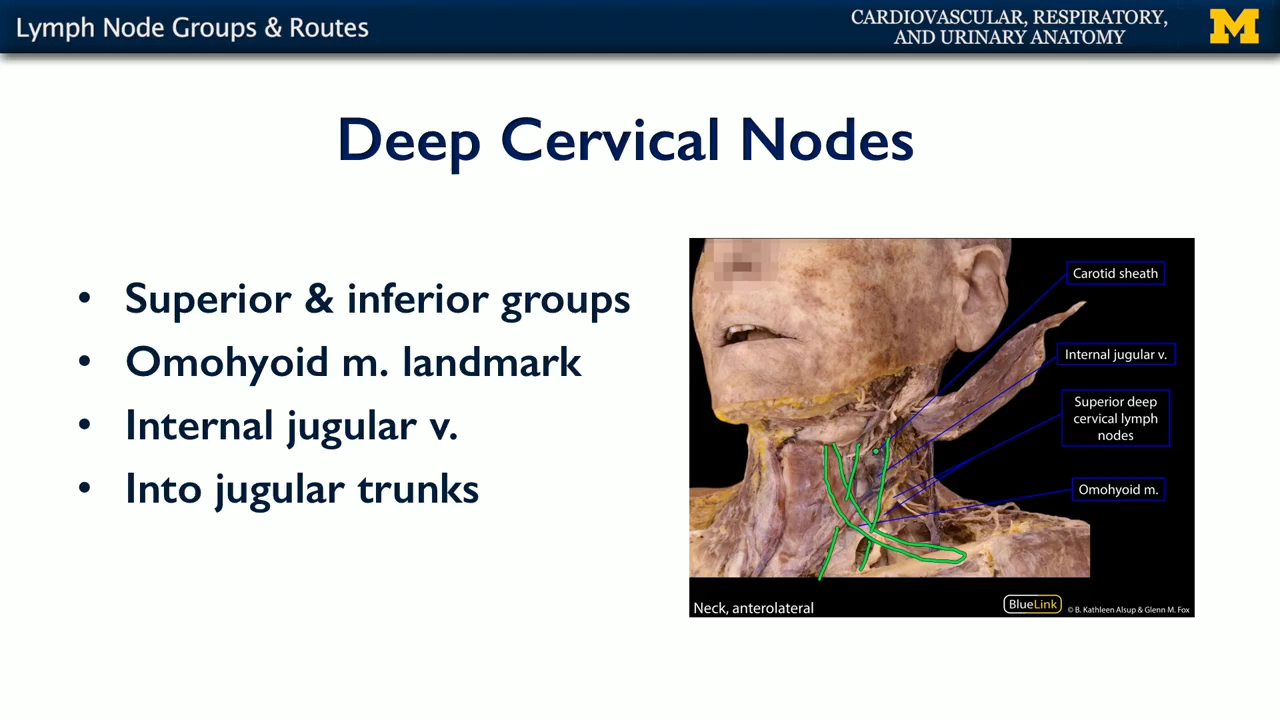 Lymph Node Groups & Routes
CARDIOVASCULAR, RESPIRATORY,
AND URINARY ANATOMY
M
Deep Cervical Nodes
• Superior & inferior groups
• Omohyoid m. landmark
• Internal jugular v.
• Into jugular trunks
Carotid sheath
Internal jugular v.
Superior deep
cervical lymph
nodes
Omohyoid m.
Neck, anterolateral
BlueLink
© B. Kathleen Alsup & Glenn M. Fox